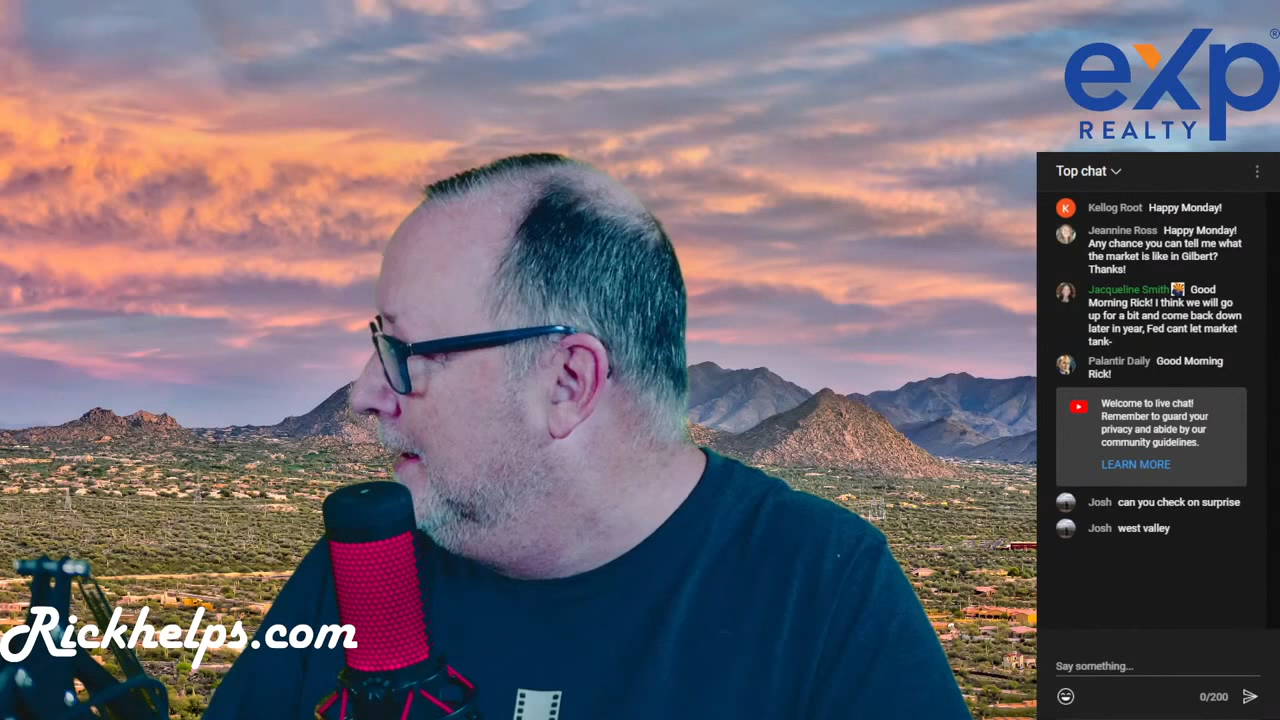 exp®
REALTY
Top chat
K Kellog Root Happy Monday!
Jeannine Ross Happy Monday!
Any chance you can tell me what
the market is like in Gilbert?
Thanks!
Jacqueline Smith Good
Morning Rick! I think we will go
up for a bit and come back down
later in year, Fed cant let market
tank-
Palantir Daily Good Morning
Rick!
Welcome to live chat!
Remember to guard your
privacy and abide by our
community guidelines.
LEARN MORE
Josh can you check on surprise
Josh west valley
Say something...
0/200
Rickhelps.com